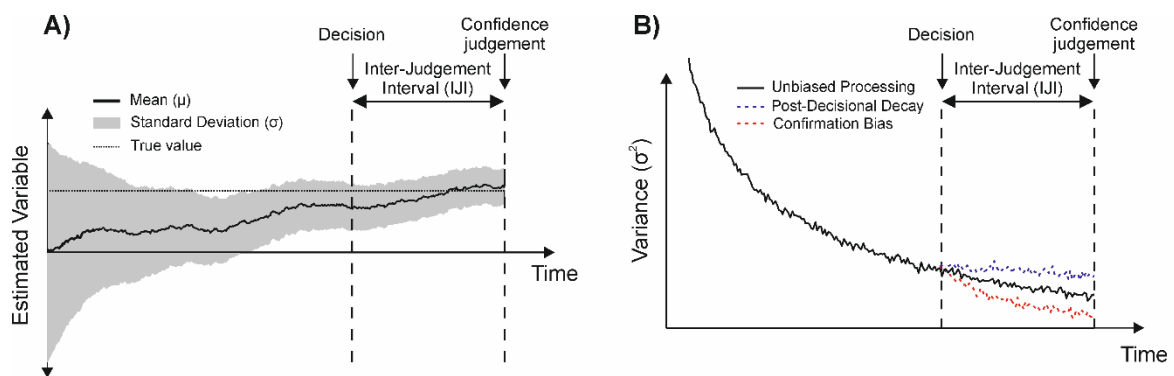 A)
Decision
Confidence
judgement
Inter-Judgement
Interval (IJI)
Mean (μ)
Standard Deviation (σ)
True value
Estimated Variable
Time
B)
Decision
Confidence
judgement
Inter-Judgement
Interval (IJI)
Unbiased Processing
Post-Decisional Decay
Confirmation Bias
Variance (σ²)
Time